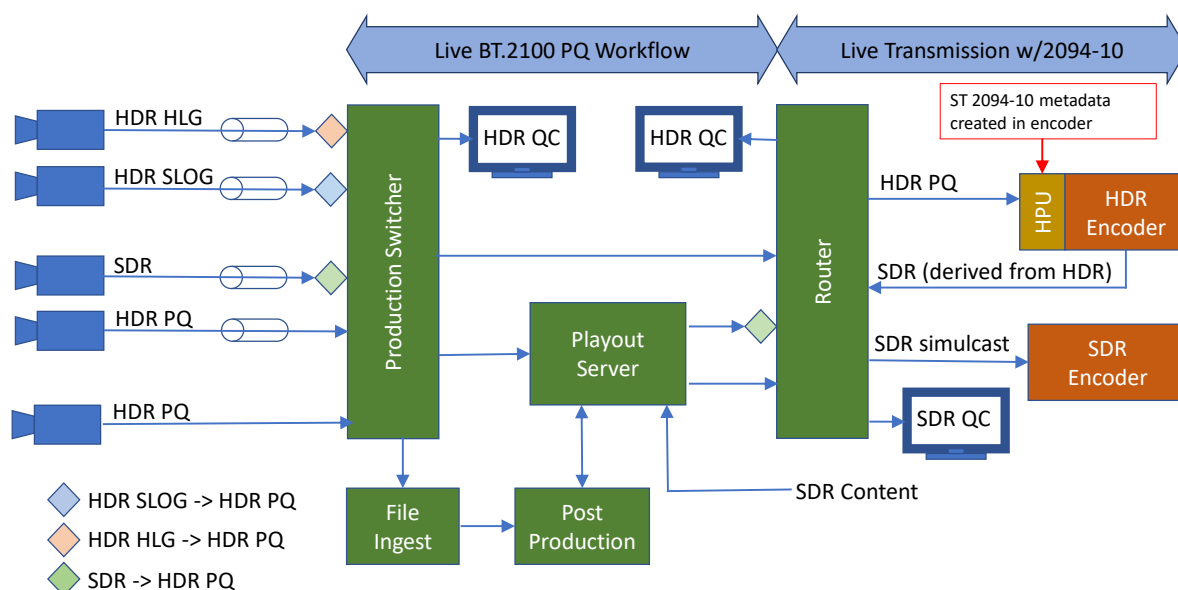 Live BT.2100 PQ Workflow
Live Transmission w/2094-10
HDR HLG
HDR SLOG
SDR
HDR PQ
HDR PQ
Production Switcher
HDR QC
HDR QC
ST 2094-10 metadada
created in encoder
HDR PQ
HPU
HDR
Encoder
SDR (derived from HDR)
Router
Playout
Server
SDR simulcast
SDR
Encoder
SDR QC
SDR Content
File
Ingest
Post
Production
HDR SLOG -> HDR PQ
HDR HLG -> HDR PQ
SDR -> HDR PQ